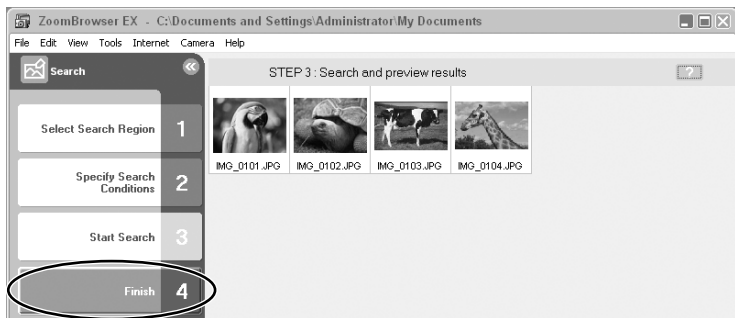 ZoomBrowser EX - C:\Documents and Settings\Administrator\My Documents
File Edit View Tools Internet Camera Help
Search
STEP 3 : Search and preview results
?
Select Search Region 1
Specify Search
Conditions 2
Start Search 3
Finish 4
IMG_0101.JPG IMG_0102.JPG IMG_0103.JPG IMG_0104.JPG